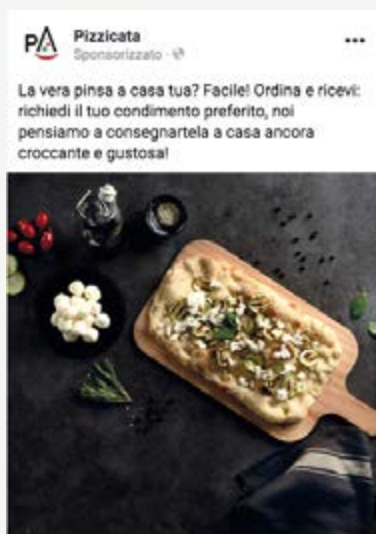 PA
Pizzicata
Sponsorizzato ·
La vera pinsa a casa tua? Facile! Ordina e ricevi:
richiedi il tuo condimento preferito, noi
pensiamo a consegnartela a casa ancora
croccante e gustosa!